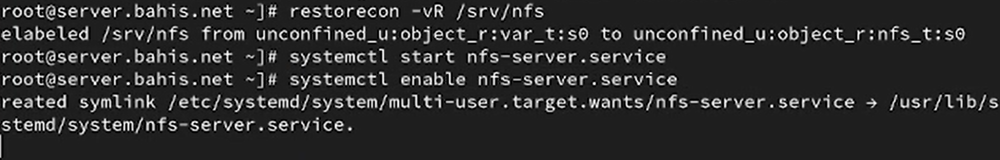 root@server.bahis.net ~]# restorecon -vR /srv/nfs
elabeled /srv/nfs from unconfined_u:object_r:var_t:s0 to unconfined_u:object_r:nfs_t:s0
root@server.bahis.net ~]# systemctl start nfs-server.service
root@server.bahis.net ~]# systemctl enable nfs-server.service
reated symlink /etc/systemd/system/multi-user.target.wants/nfs-server.service → /usr/lib/s
stemd/system/nfs-server.service.